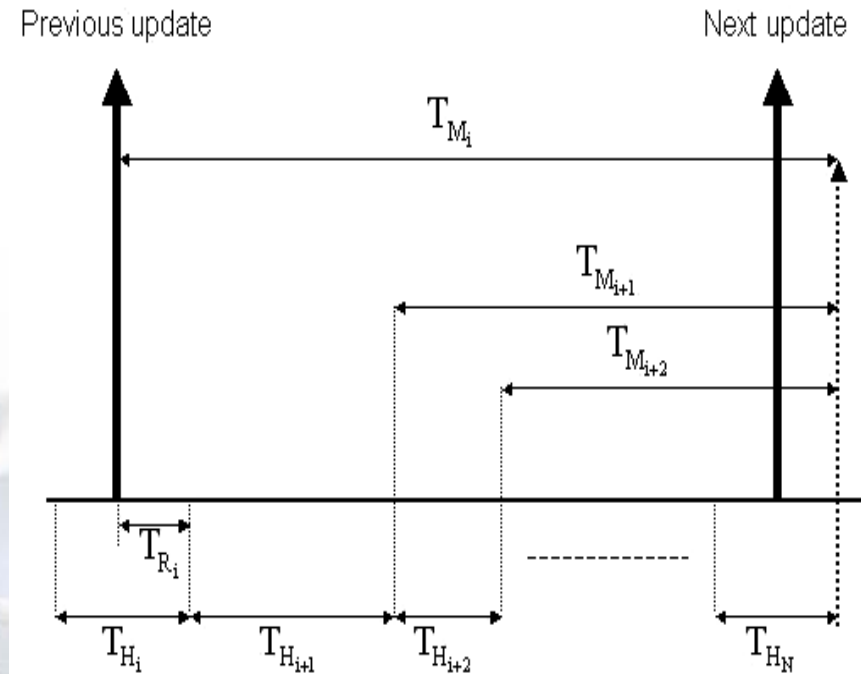 Previous update Next update
T_{M_i}
T_{M_{i+1}}
T_{M_{i+2}}
T_{R_i}
T_{H_i} T_{H_{i+1}} T_{H_{i+2}} T_{H_N}